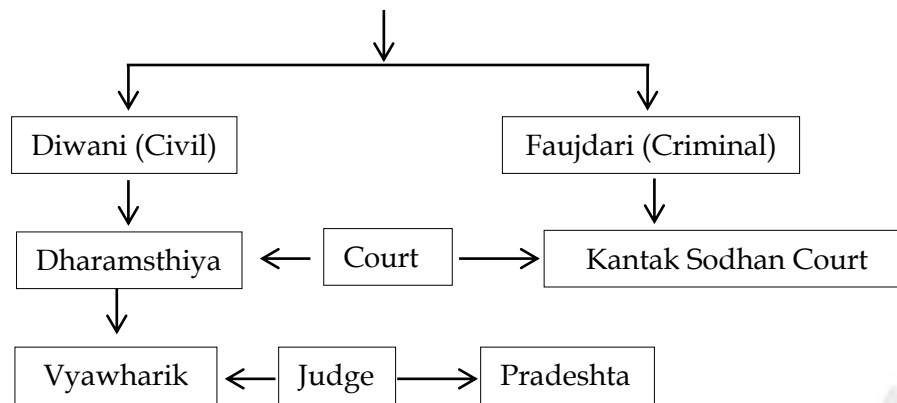 Diwani (Civil)
Faujdari (Criminal)
Dharamsthiya
Court
Kantak Sodhan Court
Vyawharik
Judge
Pradeshta